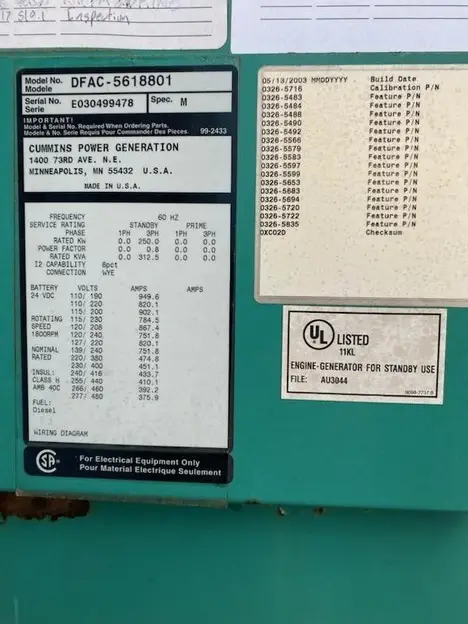 17 510.1 Inspection
Model No. DFAC-5618801
Modele
Serial No. E030499478 Spec. M
Serie
IMPORTANT!
Model & Serial No. Required When Ordering Parts.
Modele & No. Serie Requis Pour Commander Des Pieces. 99-2433
CUMMINS POWER GENERATION
1400 73RD AVE. N.E.
MINNEAPOLIS, MN 55432 U.S.A.
MADE IN U.S.A.
FREQUENCY 60 HZ
SERVICE RATING STANDBY PRIME
PHASE 1PH 3PH 1PH 3PH
RATED KW 0.0 250.0 0.0 0.0
POWER FACTOR 0.0 0.8 0.0 0.0
RATED KVA 0.0 312.5 0.0 0.0
I2 CAPABILITY 8pct
CONNECTION WYE
BATTERY VOLTS AMPS AMPS
24 VDC 110/ 190 949.6
110/ 220 820.1
115/ 200 902.1
ROTATING 115/ 230 784.5
SPEED 120/ 208 867.4
1800RPM 120/ 240 751.8
127/ 220 820.1
NOMINAL 139/ 240 751.8
RATED 220/ 380 474.8
230/ 400 451.1
INSUL: 240/ 416 433.7
CLASS H 255/ 440 410.1
AMB 40C 266/ 460 392.2
277/ 480 375.9
FUEL:
Diesel
WIRING DIAGRAM
SA
For Electrical Equipment Only
Pour Material Electrique Seulement
05/13/2003 MMDDYYYY Build Date
0326-5716 Calibration P/N
0326-5483 Feature P/N
0326-5484 Feature P/N
0326-5488 Feature P/N
0326-5490 Feature P/N
0326-5492 Feature P/N
0326-5566 Feature P/N
0326-5579 Feature P/N
0326-5583 Feature P/N
0326-5597 Feature P/N
0326-5599 Feature P/N
0326-5653 Feature P/N
0326-5683 Feature P/N
0326-5694 Feature P/N
0326-5720 Feature P/N
0326-5722 Feature P/N
0326-5835 Feature P/N
0XC02D Checksum
UL LISTED
11KL
ENGINE-GENERATOR FOR STANDBY USE
FILE: AU3044